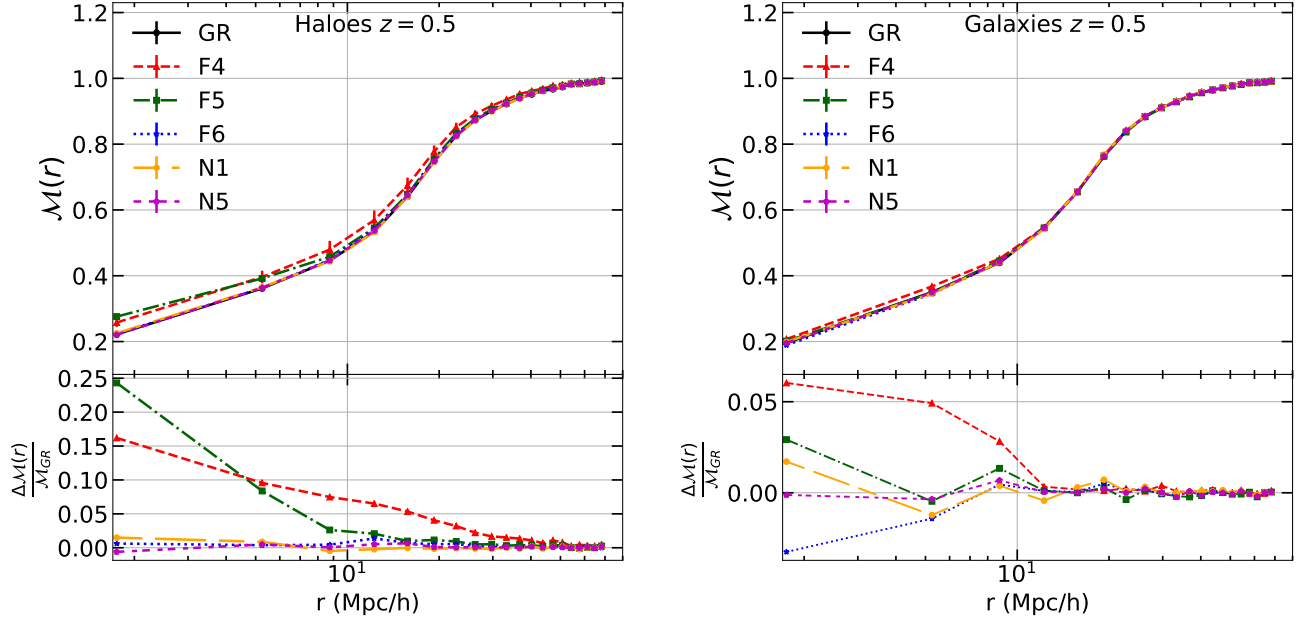 Haloes z = 0.5
GR
F4
F5
F6
N1
N5
1.2
1.0
0.8
0.6
0.4
0.2
ℳ(r)
0.25
0.20
0.15
0.10
0.05
0.00
Δℳ(r)
ℳ_GR
10¹
r (Mpc/h)
Galaxies z = 0.5
GR
F4
F5
F6
N1
N5
1.2
1.0
0.8
0.6
0.4
0.2
ℳ(r)
0.05
0.00
Δℳ(r)
ℳ_GR
10¹
r (Mpc/h)